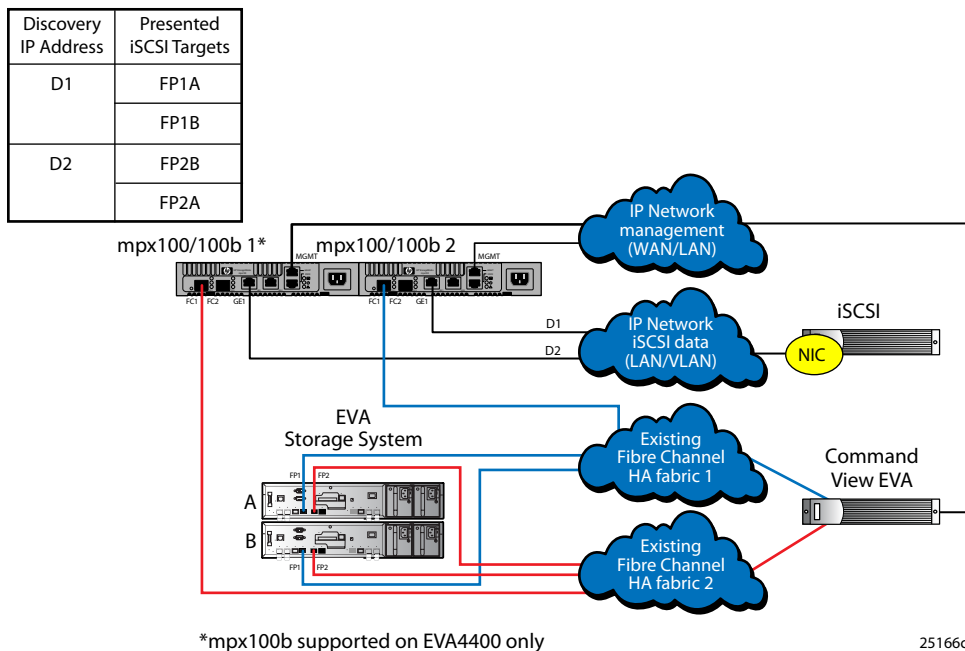 Discovery IP Address
Presented iSCSI Targets
D1
FP1A
FP1B
D2
FP2B
FP2A
mpx100/100b 1*
mpx100/100b 2
MGMT
MGMT
FC1
FC2
GE1
FC1
FC2
GE1
IP Network
management
(WAN/LAN)
D1
D2
IP Network
iSCSI data
(LAN/VLAN)
iSCSI
NIC
EVA
Storage System
FP1
FP2
A
B
FP1
FP2
Existing
Fibre Channel
HA fabric 1
Existing
Fibre Channel
HA fabric 2
Command
View EVA
*mpx100b supported on EVA4400 only